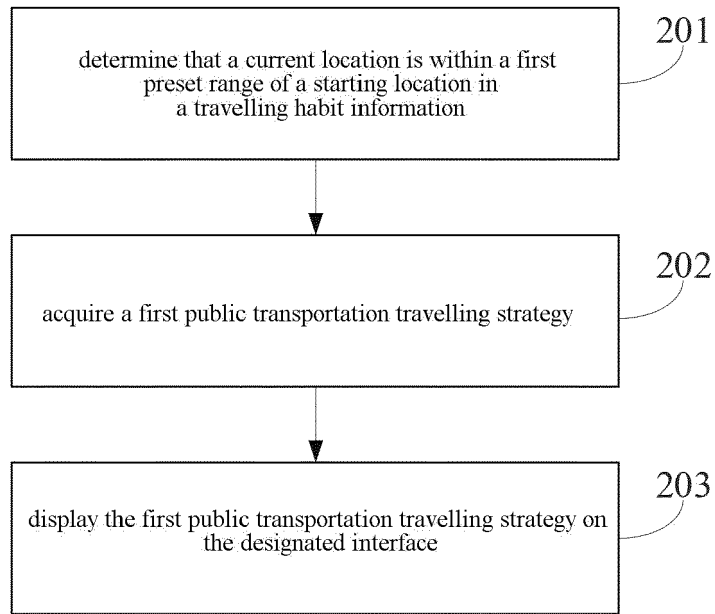 201
determine that a current location is within a first
preset range of a starting location in
a travelling habit information
202
acquire a first public transportation travelling strategy
203
display the first public transportation travelling strategy on
the designated interface